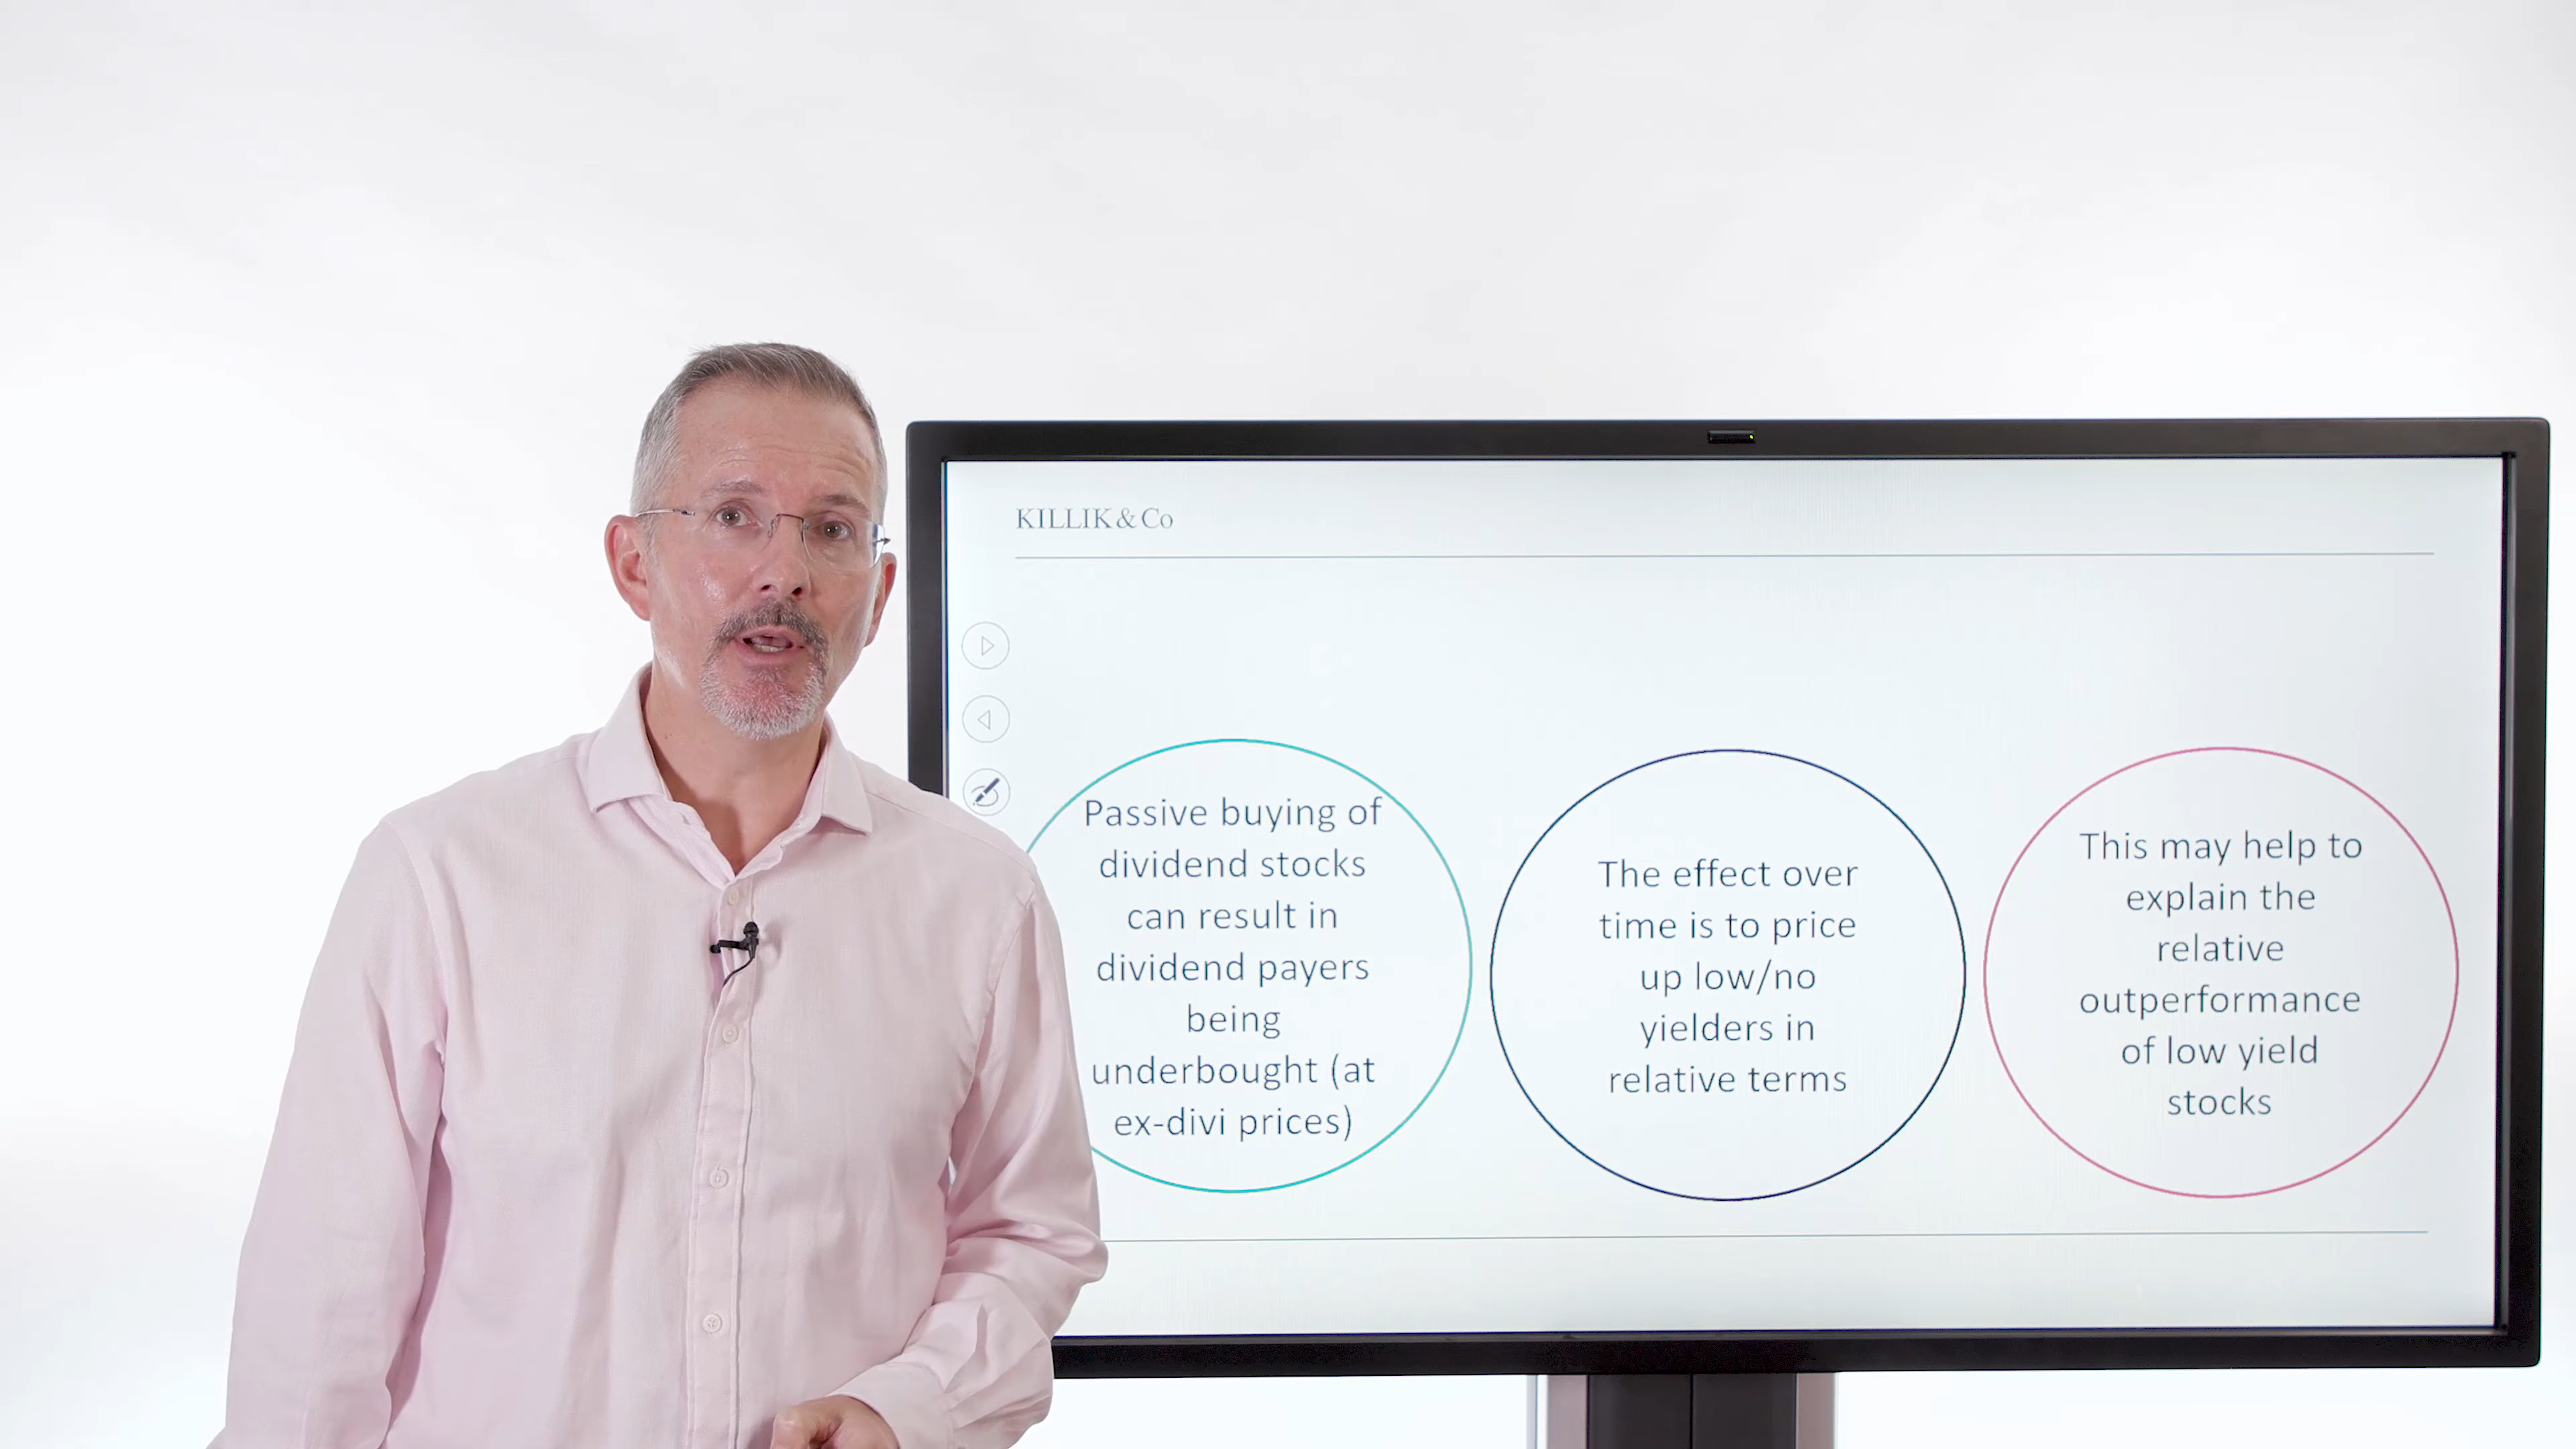 KILLIK & Co
Passive buying of
dividend stocks
can result in
dividend payers
being
underbought (at
ex-divi prices)
The effect over
time is to price
up low/no
yielders in
relative terms
This may help to
explain the
relative
outperformance
of low yield
stocks